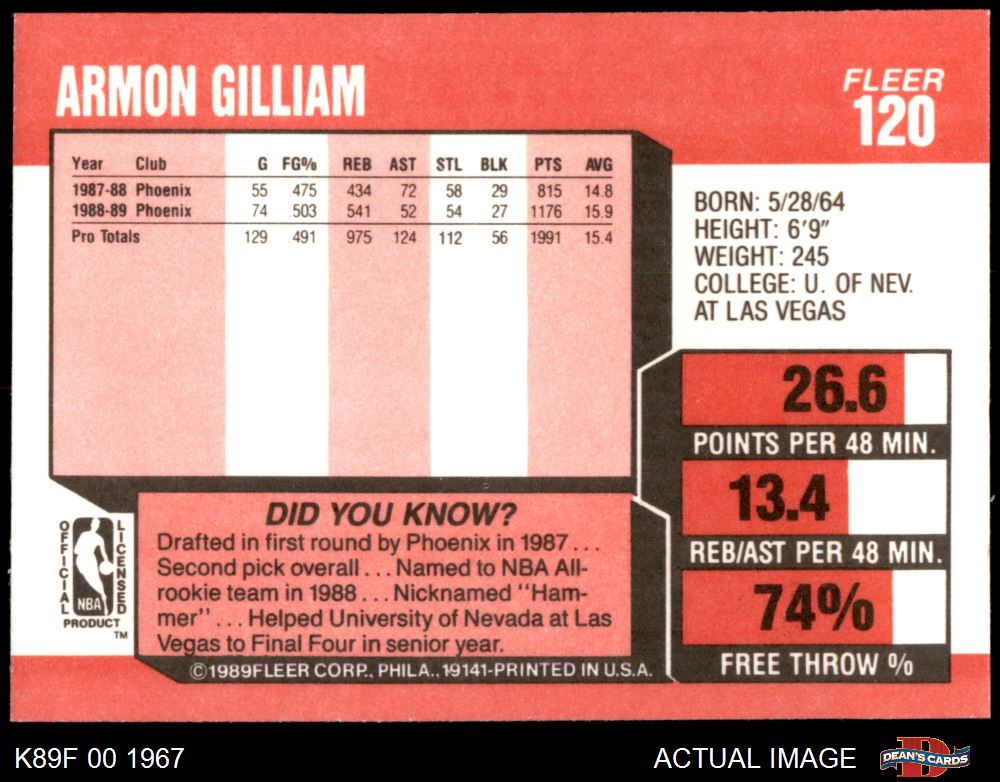 ARMON GILLIAM
FLEER
120
Year Club G FG% REB AST STL BLK PTS AVG
1987-88 Phoenix 55 475 434 72 58 29 815 14.8
1988-89 Phoenix 74 .503 541 52 54 27 1176 15.9
Pro Totals 129 .491 975 124 112 56 1991 15.4
BORN: 5/28/64
HEIGHT: 6'9"
WEIGHT: 245
COLLEGE: U. OF NEV.
AT LAS VEGAS
26.6
POINTS PER 48 MIN.
13.4
REB/AST PER 48 MIN.
74%
FREE THROW %
DID YOU KNOW?
Drafted in first round by Phoenix in 1987...
Second pick overall... Named to NBA All-
rookie team in 1988... Nicknamed "Ham-
mer"... Helped University of Nevada at Las
Vegas to Final Four in senior year.
OFFICIAL
LICENSED
NBA
PRODUCT
TM
©1989FLEER CORP., PHILA., 19141-PRINTED IN U.S.A.
K89F 00 1967
ACTUAL IMAGE
D
DEAN'S CARDS